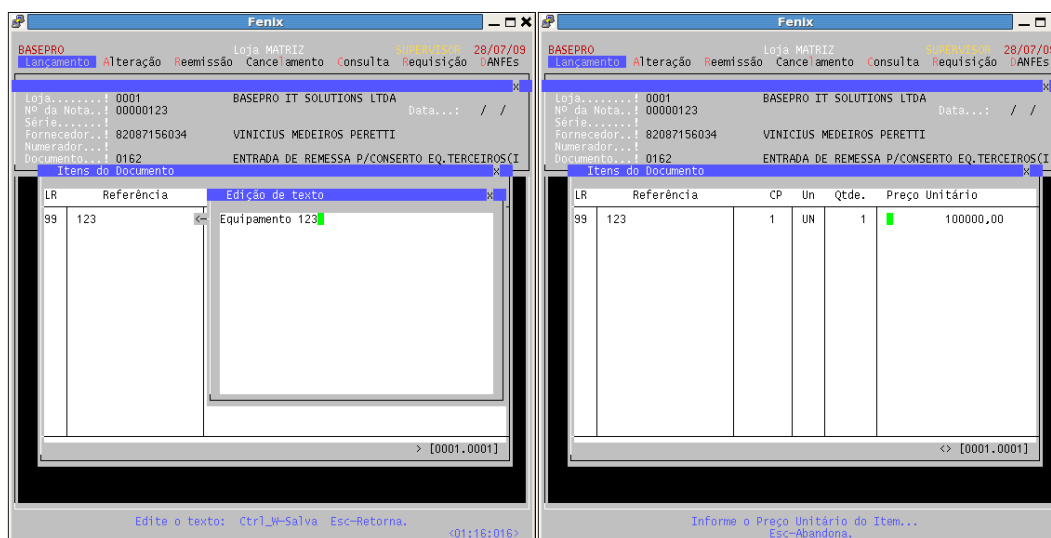 Fenix
BASEPRO Loja MATRIZ SUPERVISOR 28/07/09
Lançamento Alteração Reemissão Cancelamento Consulta Requisição DANFEs
x
Loja........! 0001 BASEPRO IT SOLUTIONS LTDA
Nº da Nota..! 00000123 Data...: / /
Série.......!
Fornecedor..! 82087156034 VINICIUS MEDEIROS PERETTI
Numerador...!
Documento...! 0162 ENTRADA DE REMESSA P/CONSERTO EQ.TERCEIROS(I
Itens do Documento x
LR Referência Edição de texto x
99 123 <- Equipamento 123
> [0001.0001]
Edite o texto: Ctrl_W-Salva Esc-Retorna.
<01:16:016>
Fenix
BASEPRO Loja MATRIZ SUPERVISOR 28/07/09
Lançamento Alteração Reemissão Cancelamento Consulta Requisição DANFEs
x
Loja........! 0001 BASEPRO IT SOLUTIONS LTDA
Nº da Nota..! 00000123 Data...: / /
Série.......!
Fornecedor..! 82087156034 VINICIUS MEDEIROS PERETTI
Numerador...!
Documento...! 0162 ENTRADA DE REMESSA P/CONSERTO EQ.TERCEIROS(I
Itens do Documento x
LR Referência CP Un Qtde. Preço Unitário
99 123 1 UN 1 100000,00
<> [0001.0001]
Informe o Preço Unitário do Item...
Esc-Abandona.